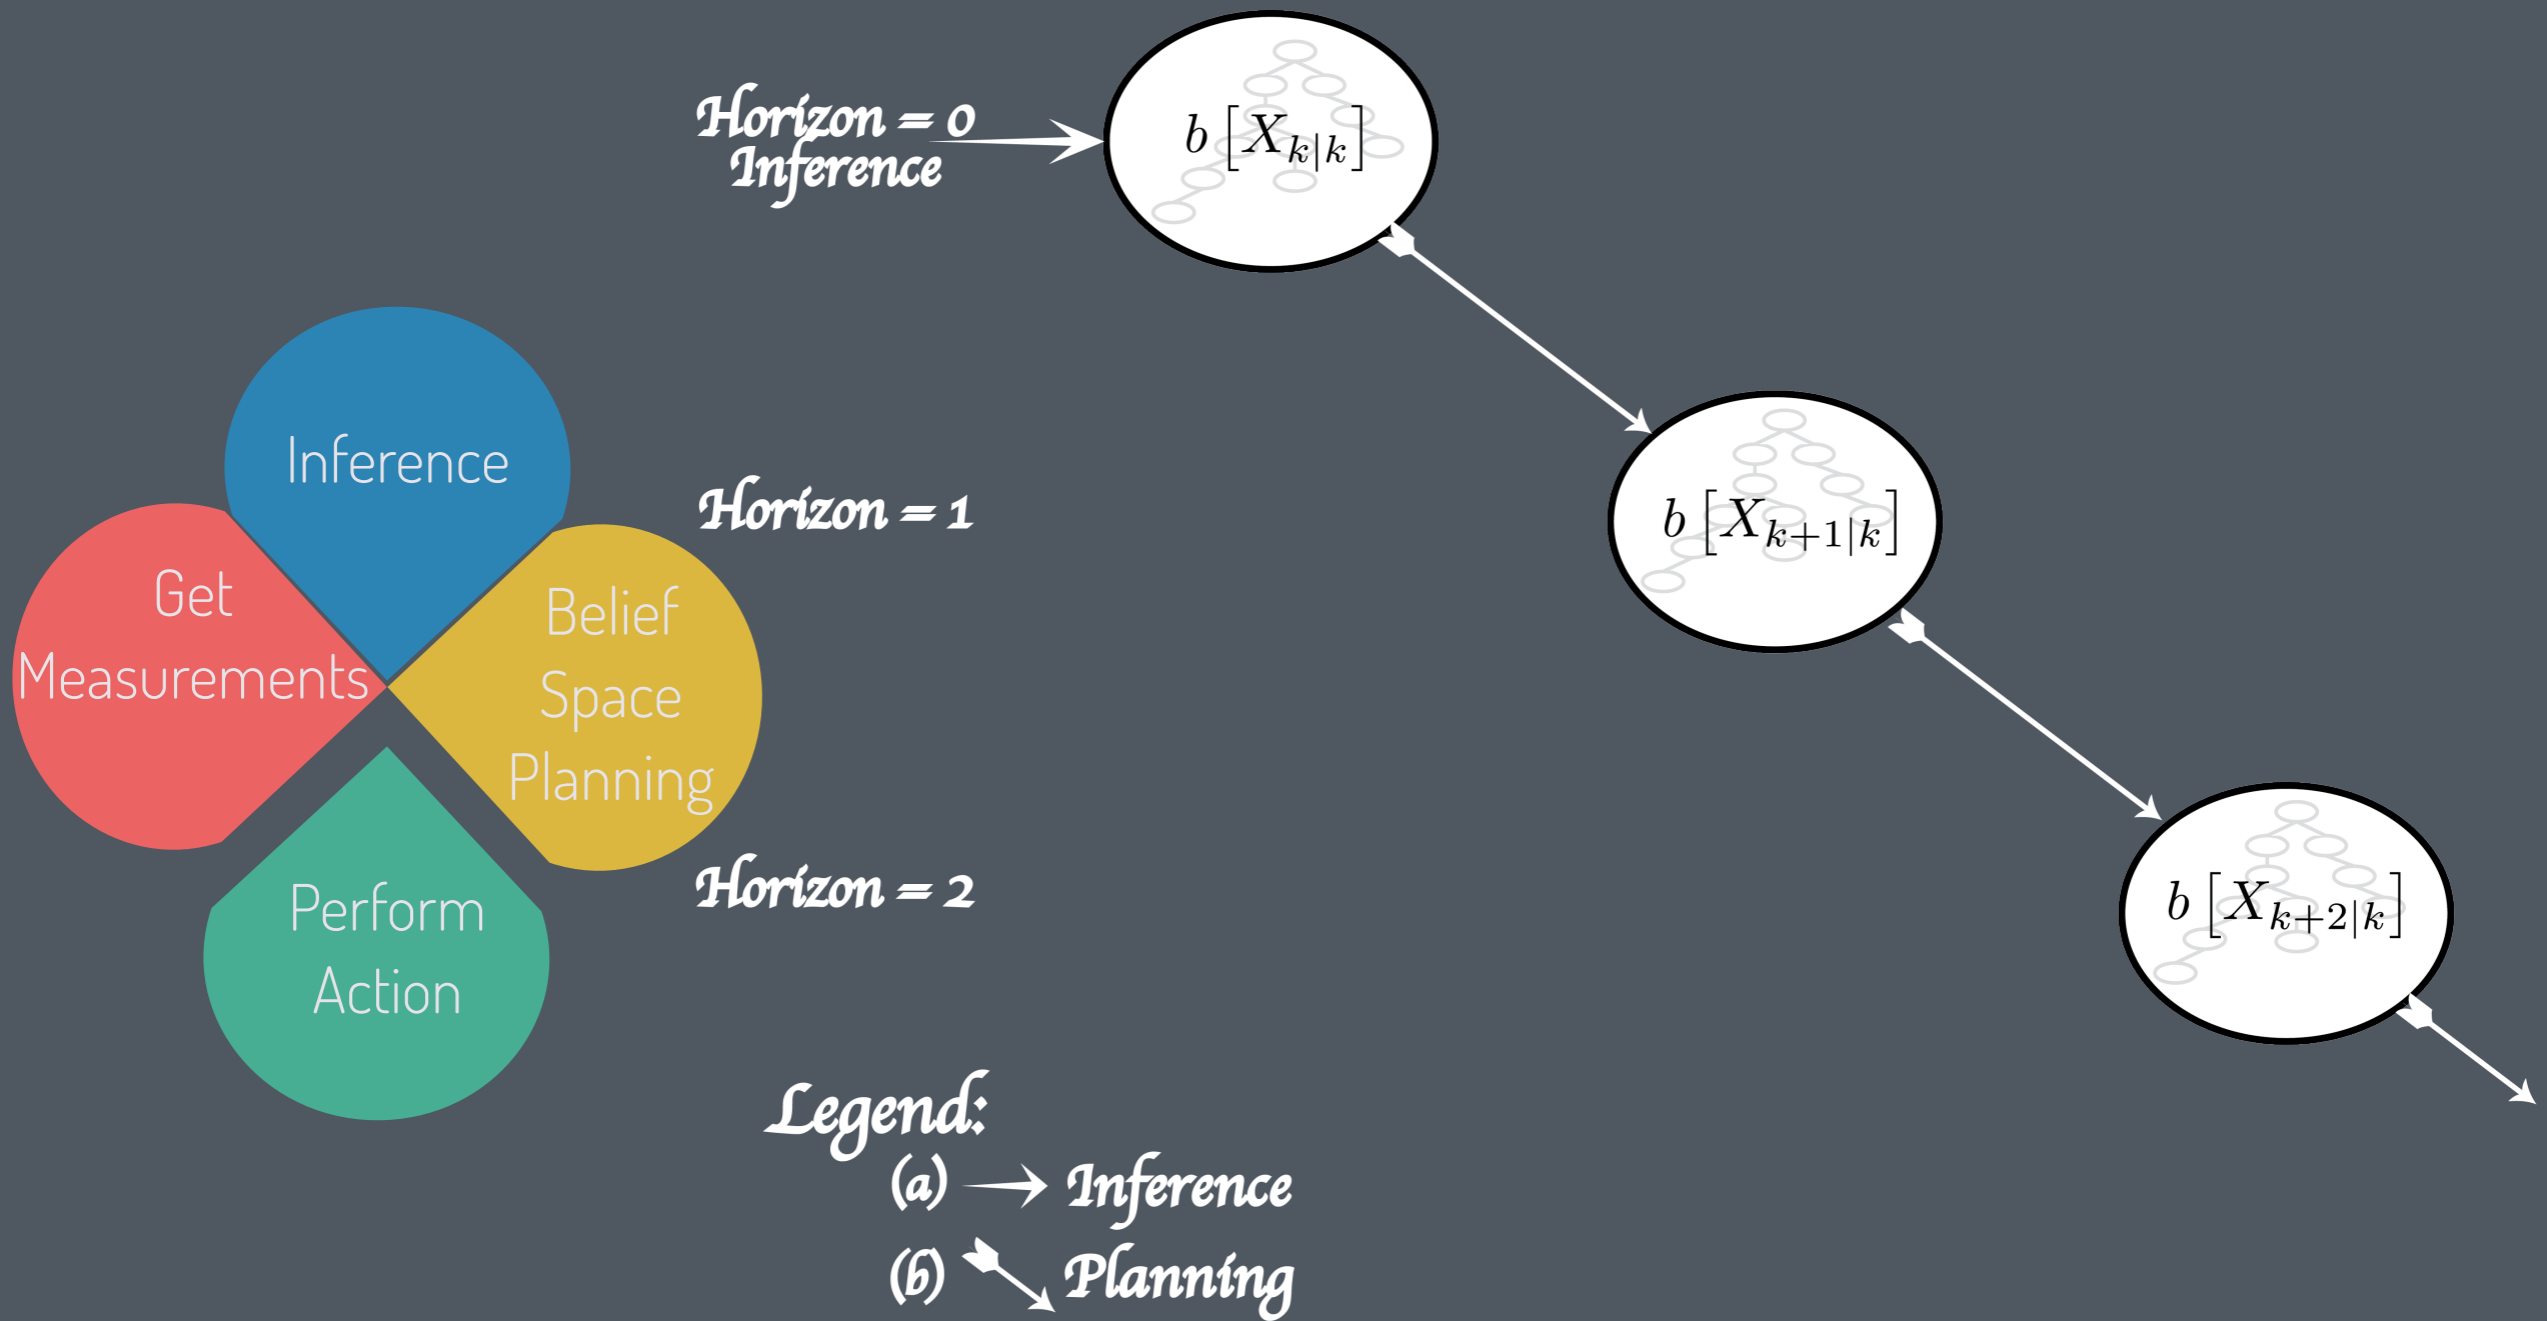 Horizon = 0
Inference
b [X_{k|k}]
Inference
Get
Measurements
Belief
Space
Planning
Perform
Action
Horizon = 1
b [X_{k+1|k}]
Horizon = 2
b [X_{k+2|k}]
Legend:
(a) Inference
(b) Planning